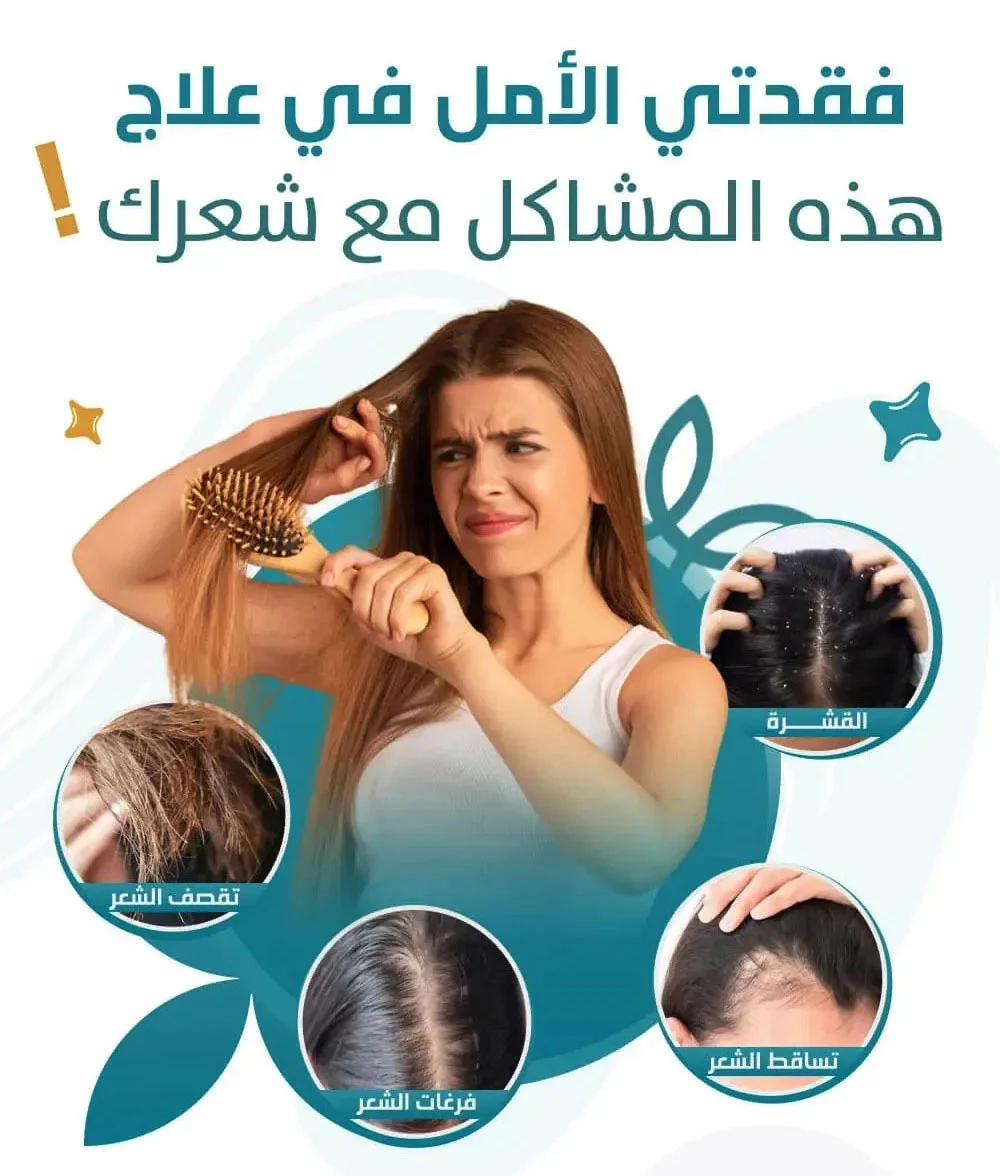 فقدتي الأمل في علاج
هذه المشاكل مع شعرك!
القشـــرة
تقصف الشعر
تساقط الشعر
فرغات الشعر